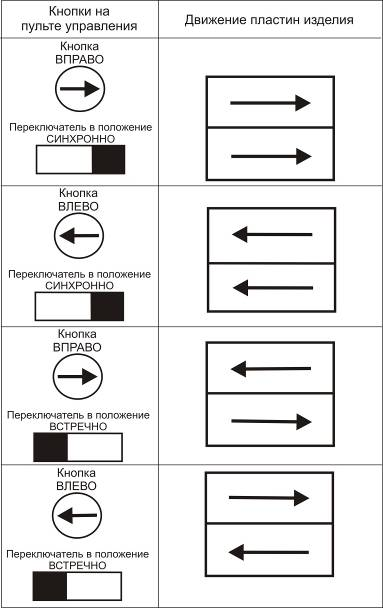 Кнопки на
пульте управления
Движение пластин изделия
Кнопка
ВПРАВО
Переключатель в положение
СИНХРОННО
Кнопка
ВЛЕВО
Переключатель в положение
СИНХРОННО
Кнопка
ВПРАВО
Переключатель в положение
ВСТРЕЧНО
Кнопка
ВЛЕВО
Переключатель в положение
ВСТРЕЧНО